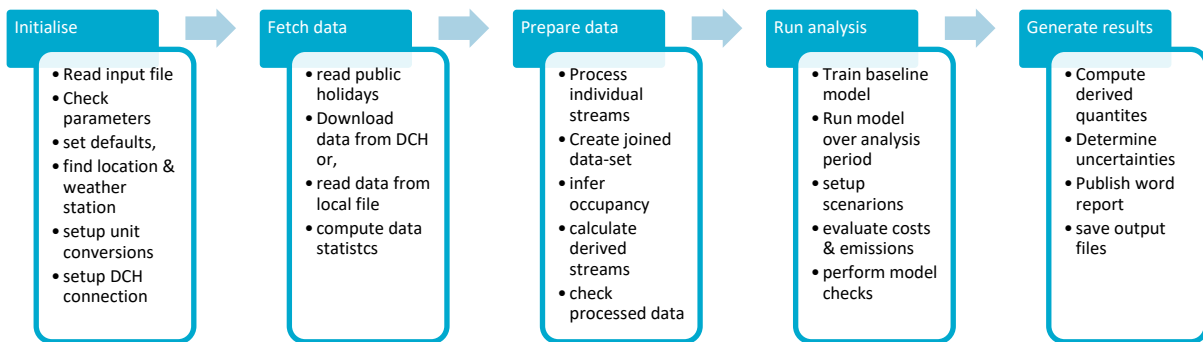 Initialise
• Read input file
• Check
parameters
• set defaults,
• find location &
weather
station
• setup unit
conversions
• setup DCH
connection
Fetch data
• read public
holidays
• Download
data from DCH
or,
• read data from
local file
• compute data
statistcs
Prepare data
• Process
individual
streams
• Create joined
data-set
• infer
occupancy
• calculate
derived
streams
• check
processed data
Run analysis
• Train baseline
model
• Run model
over analysis
period
• setup
scenarions
• evaluate costs
& emissions
• perform model
checks
Generate results
• Compute
derived
quantites
• Determine
uncertainties
• Publish word
report
• save output
files